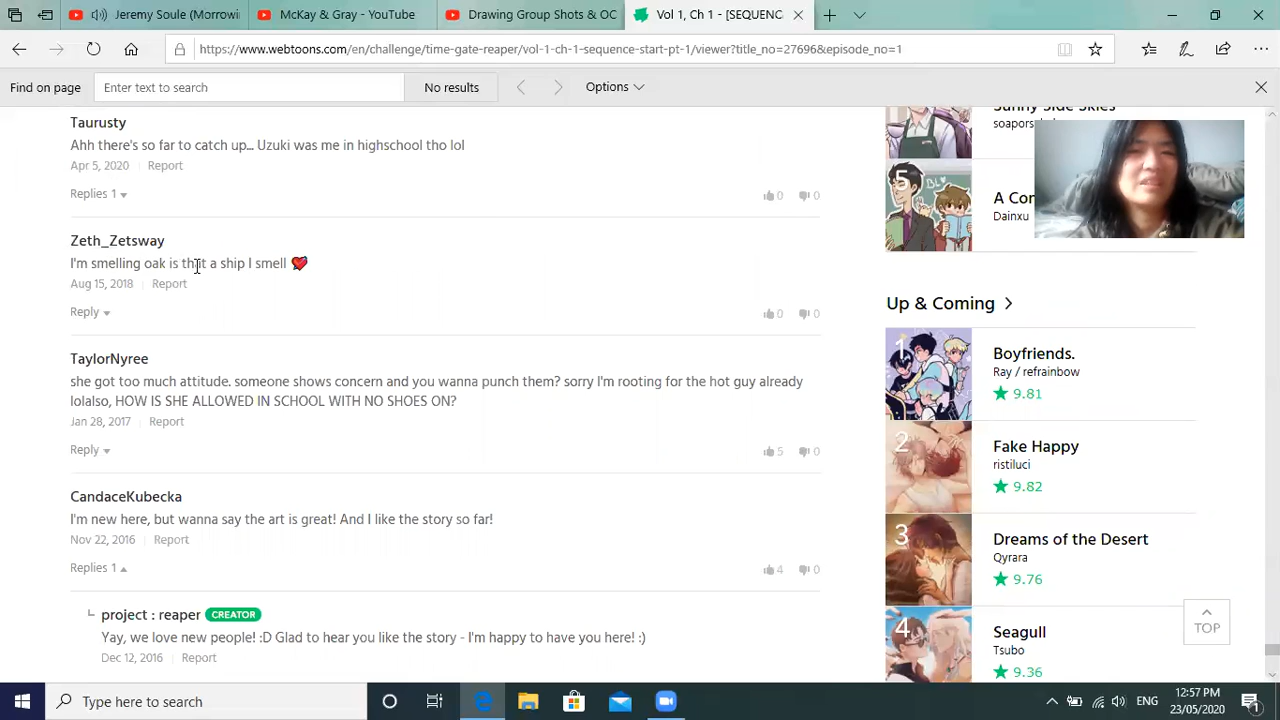 Jeremy Soule (Morrowi
McKay & Gray - YouTube
Drawing Group Shots & OC
Vol 1, Ch 1 - [SEQUENC
https://www.webtoons.com/en/challenge/time-gate-reaper/vol-1-ch-1-sequence-start-pt-1/viewer?title_no=27696&episode_no=1
Find on page
Enter text to search
No results
Options
Taurusty
Ahh there's so far to catch up... Uzuki was me in highschool tho lol
Apr 5, 2020
Report
Replies 1
0 0
Zeth_Zetsway
I'm smelling oak is that a ship I smell
Aug 15, 2018
Report
Reply
0 0
TaylorNyree
she got too much attitude. someone shows concern and you wanna punch them? sorry I'm rooting for the hot guy already
lolalso, HOW IS SHE ALLOWED IN SCHOOL WITH NO SHOES ON?
Jan 28, 2017
Report
Reply
5 0
CandaceKubecka
I'm new here, but wanna say the art is great! And I like the story so far!
Nov 22, 2016
Report
Replies 1
4 0
project : reaper CREATOR
Yay, we love new people! :D Glad to hear you like the story - I'm happy to have you here! :)
Dec 12, 2016
Report
Sunny Side Skies
soapors
5
BL
A Cor
Dainxu
Up & Coming
1
Boyfriends.
Ray / refrainbow
9.81
2
Fake Happy
ristiluci
9.82
3
Dreams of the Desert
Qyrara
9.76
4
Seagull
Tsubo
9.36
TOP
Type here to search
ENG
12:57 PM
23/05/2020
1